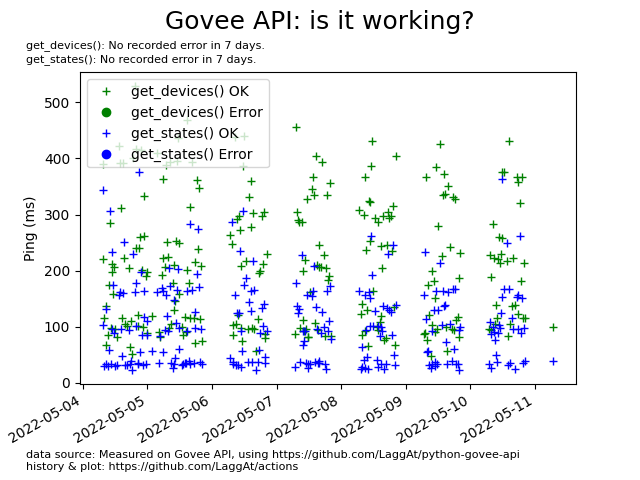 Govee API: is it working?
get_devices(): No recorded error in 7 days.
get_states(): No recorded error in 7 days.
get_devices() OK
get_devices() Error
get_states() OK
get_states() Error
Ping (ms)
500
400
300
200
100
0
2022-05-04
2022-05-05
2022-05-06
2022-05-07
2022-05-08
2022-05-09
2022-05-10
2022-05-11
data source: Measured on Govee API, using https://github.com/LaggAt/python-govee-api
history & plot: https://github.com/LaggAt/actions